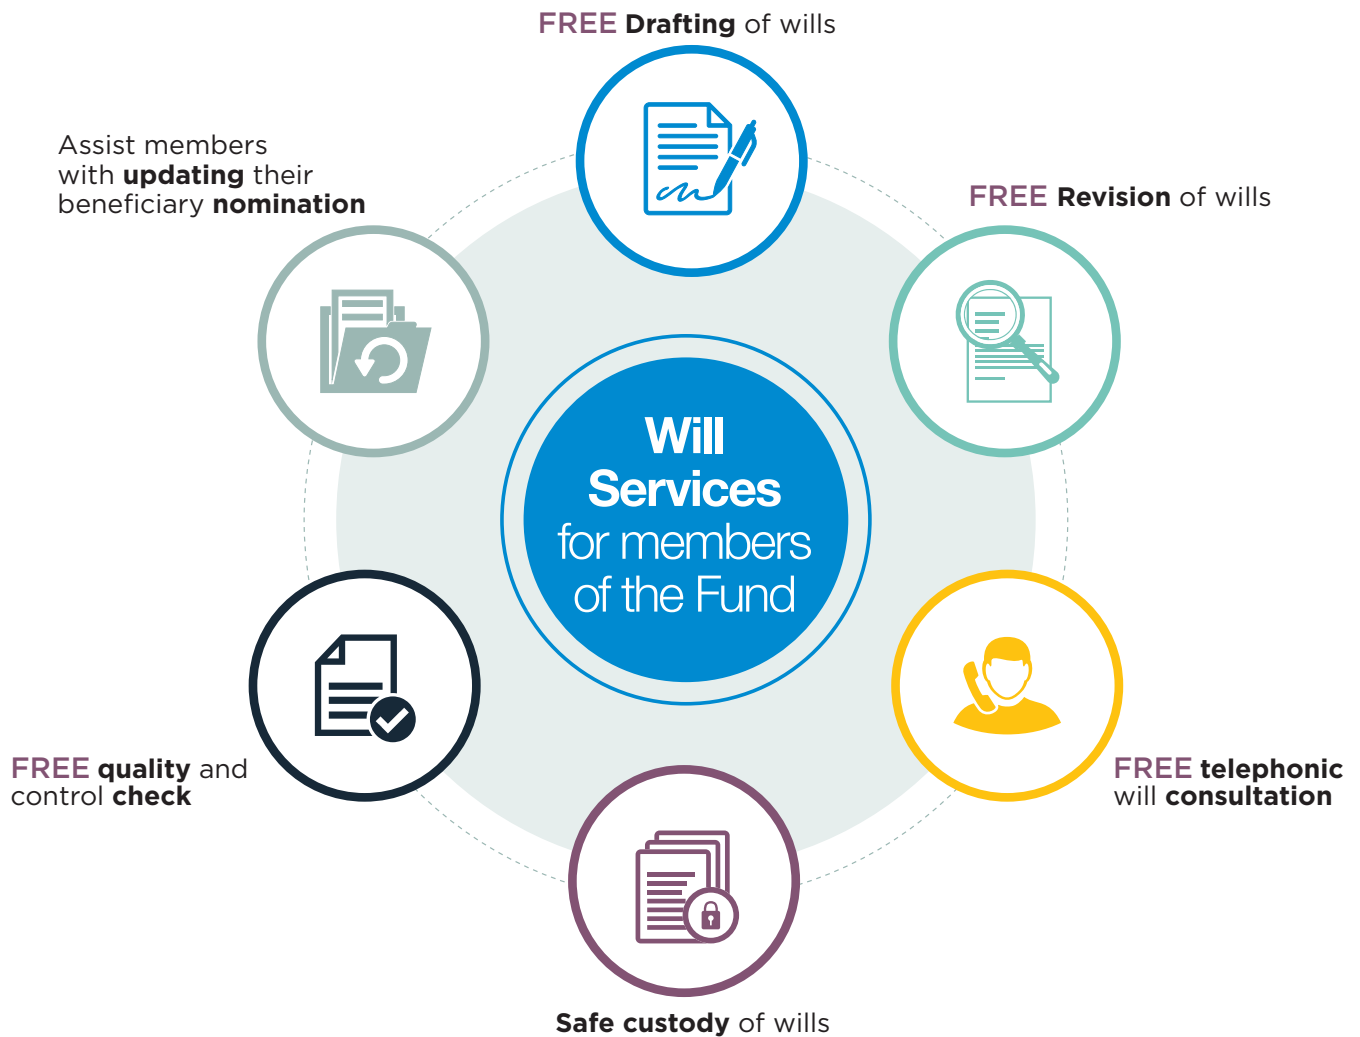 FREE Drafting of wills
Assist members
with updating their
beneficiary nomination
FREE Revision of wills
Will
Services
for members
of the Fund
FREE quality and
control check
FREE telephonic
will consultation
Safe custody of wills